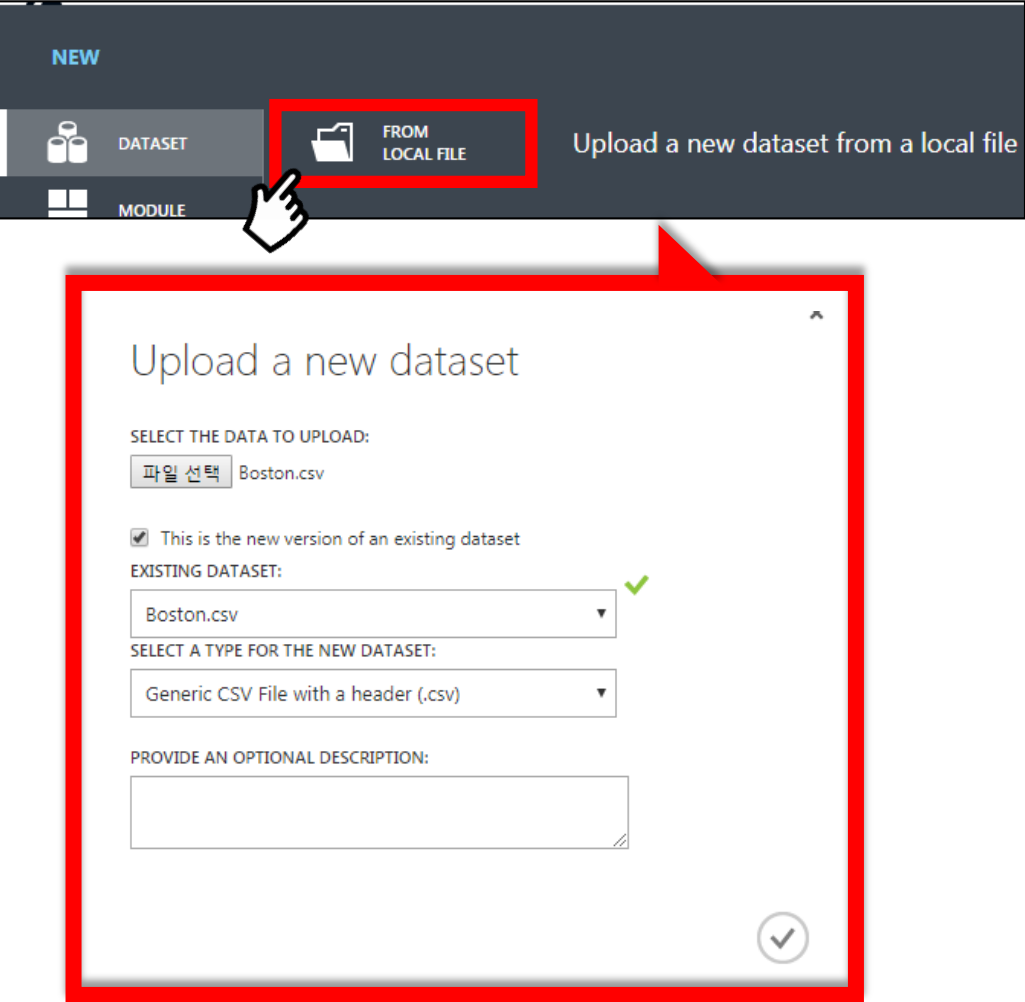 NEW
DATASET
FROM
LOCAL FILE
Upload a new dataset from a local file
MODULE
Upload a new dataset
SELECT THE DATA TO UPLOAD:
파일 선택 Boston.csv
This is the new version of an existing dataset
EXISTING DATASET:
Boston.csv
SELECT A TYPE FOR THE NEW DATASET:
Generic CSV File with a header (.csv)
PROVIDE AN OPTIONAL DESCRIPTION: